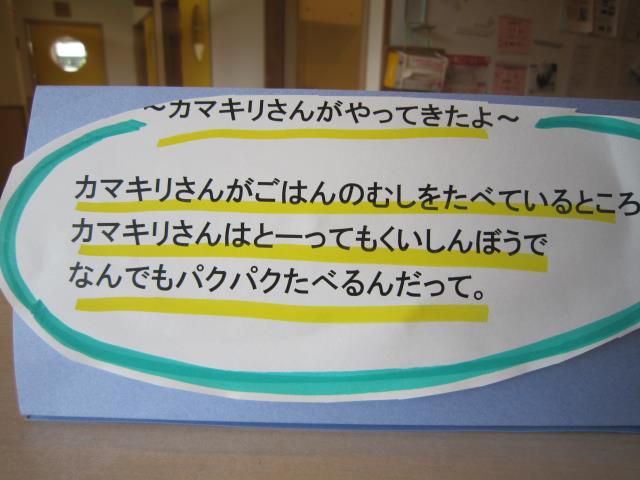 ～カマキリさんがやってきたよ～
カマキリさんがごはんのむしをたべているところ
カマキリさんはとーってもくいしんぼうで
なんでもパクパクたべるんだって。